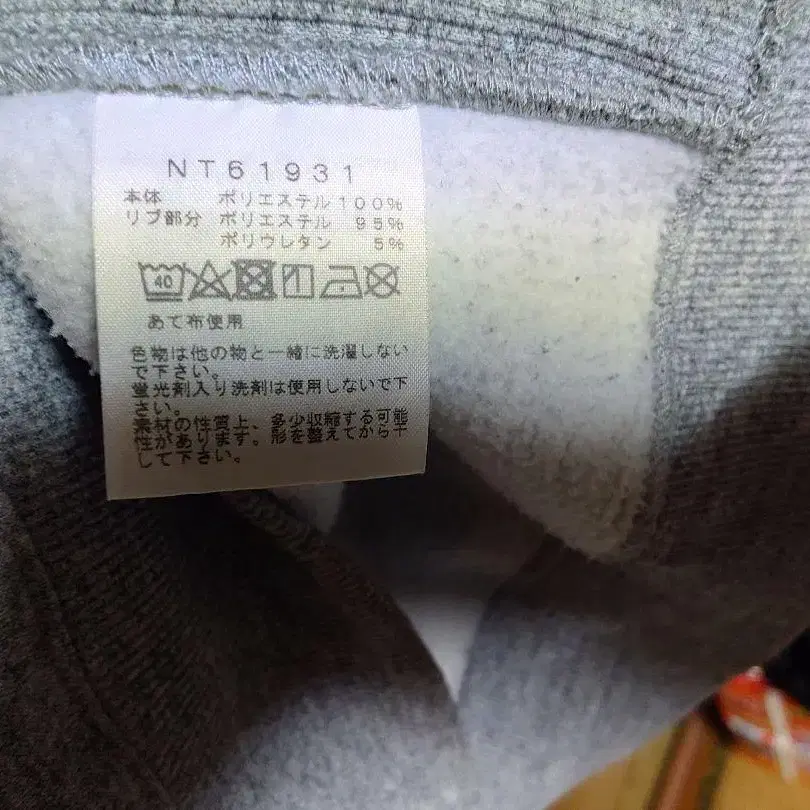 NT61931
本体 ポリエステル 100%
リブ部分 ポリエステル 95%
ポリウレタン 5%
40
あて布使用
色物は他の物と一緒に洗濯しない
で下さい。
蛍光剤入り洗剤は使用しないで下
さい。
素材の性質上、多少収縮する可能
性があります。形を整えてから干
して下さい。